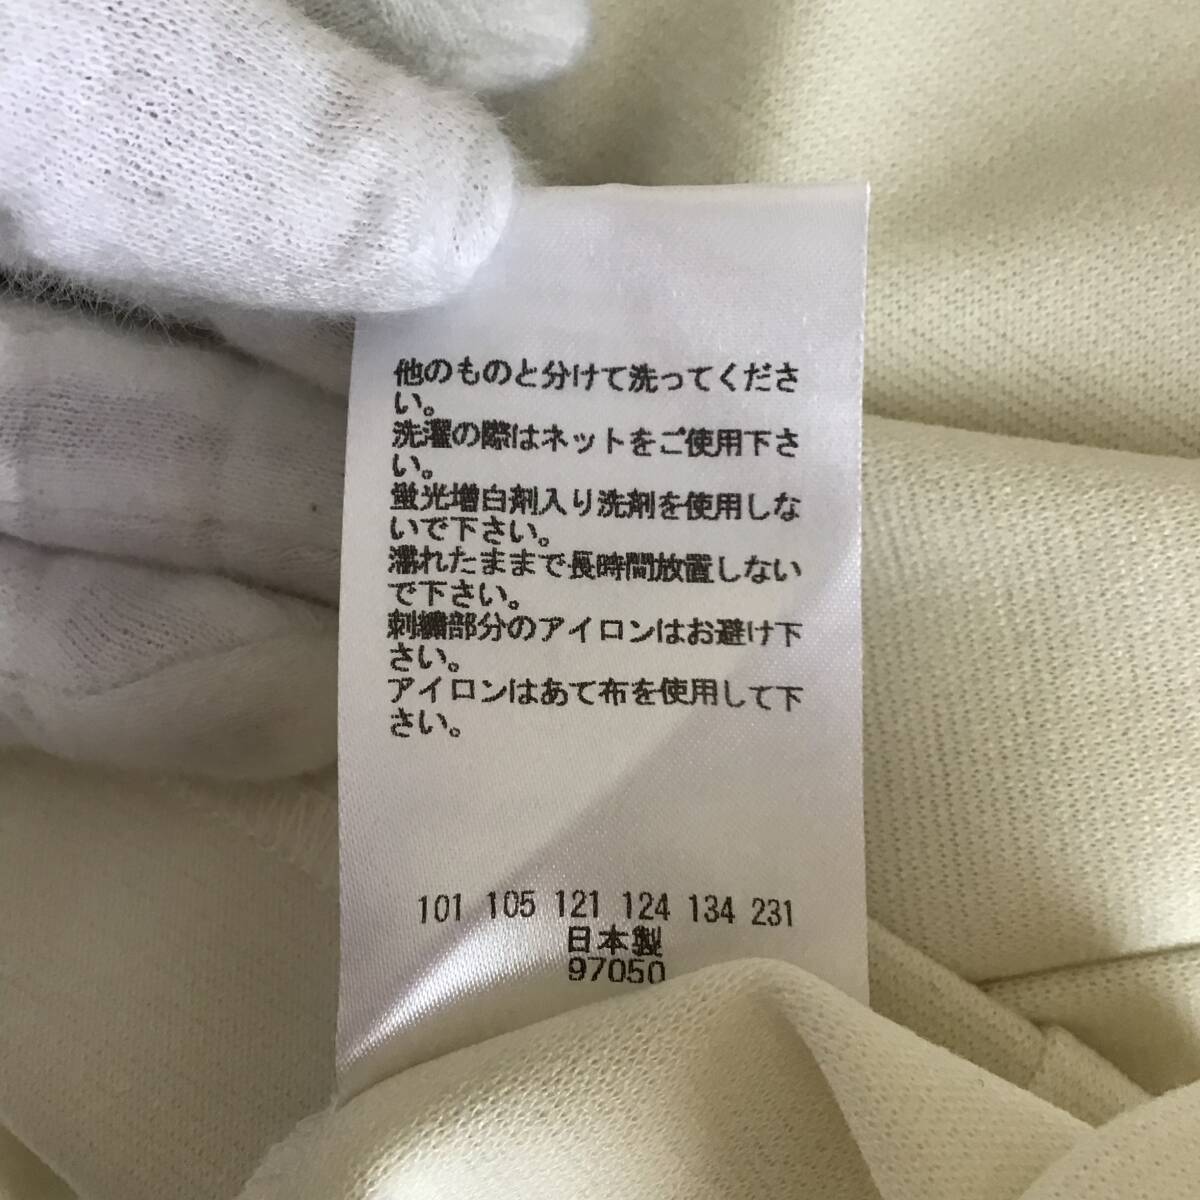 他のものと分けて洗ってくださ
い。
洗濯の際はネットをご使用下さ
い。
蛍光増白剤入り洗剤を使用しな
いで下さい。
濡れたままで長時間放置しない
で下さい。
刺繍部分のアイロンはお避け下
さい。
アイロンはあて布を使用して下
さい。
101 105 121 124 134 231
日本製
97050